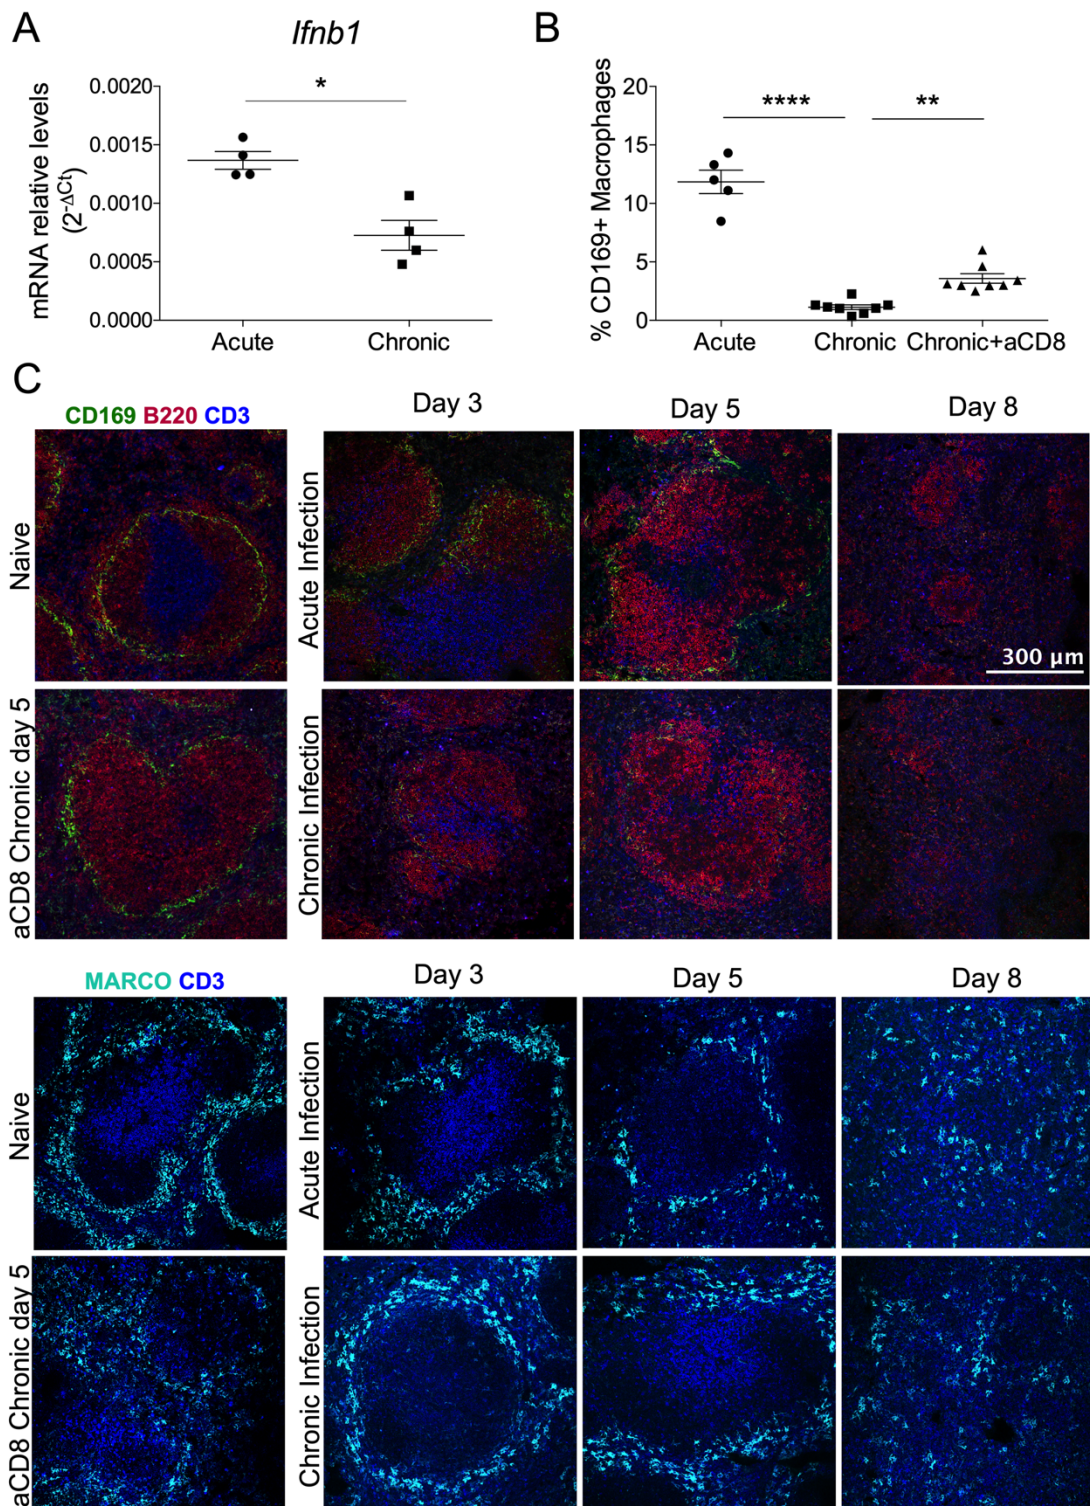 A
Ifnb1
mRNA relative levels
(2-ΔCt)
0.0020
0.0015
0.0010
0.0005
0.0000
*
Acute
Chronic
B
% CD169+ Macrophages
20
15
10
5
0
****
**
Acute
Chronic
Chronic+aCD8
C
CD169 B220 CD3
Day 3
Day 5
Day 8
Naive
Acute Infection
300 µm
aCD8 Chronic day 5
Chronic Infection
MARCO CD3
Day 3
Day 5
Day 8
Naive
Acute Infection
aCD8 Chronic day 5
Chronic Infection